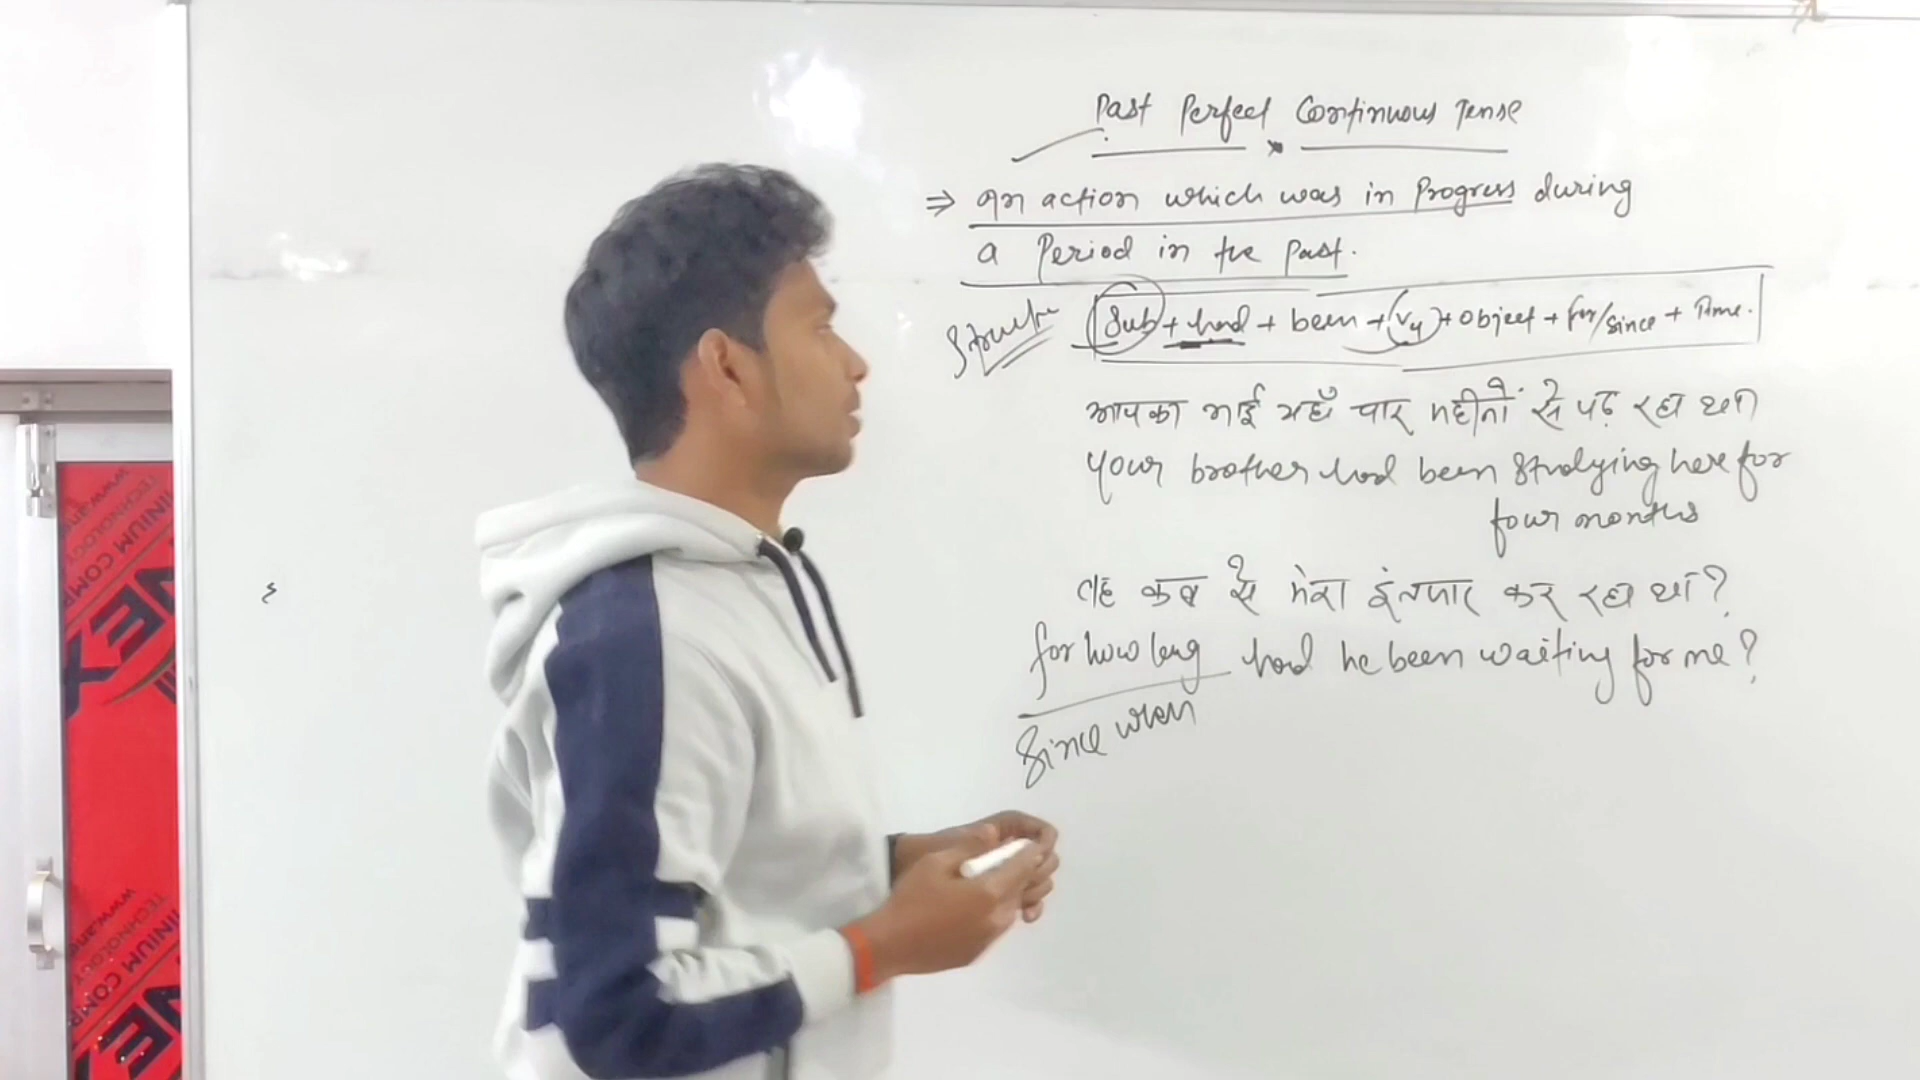 Past Perfect Continuous Tense
⇒ an action which was in Progress during
a Period in the Past.
Structure Sub + had + been + (V4) + object + for/since + Time.
आपका भाई यहाँ चार महीनों से पढ़ रहा था।
Your brother had been studying here for
four months
वह कब से मेरा इंतजार कर रहा था?
for how long had he been waiting for me?
Since when